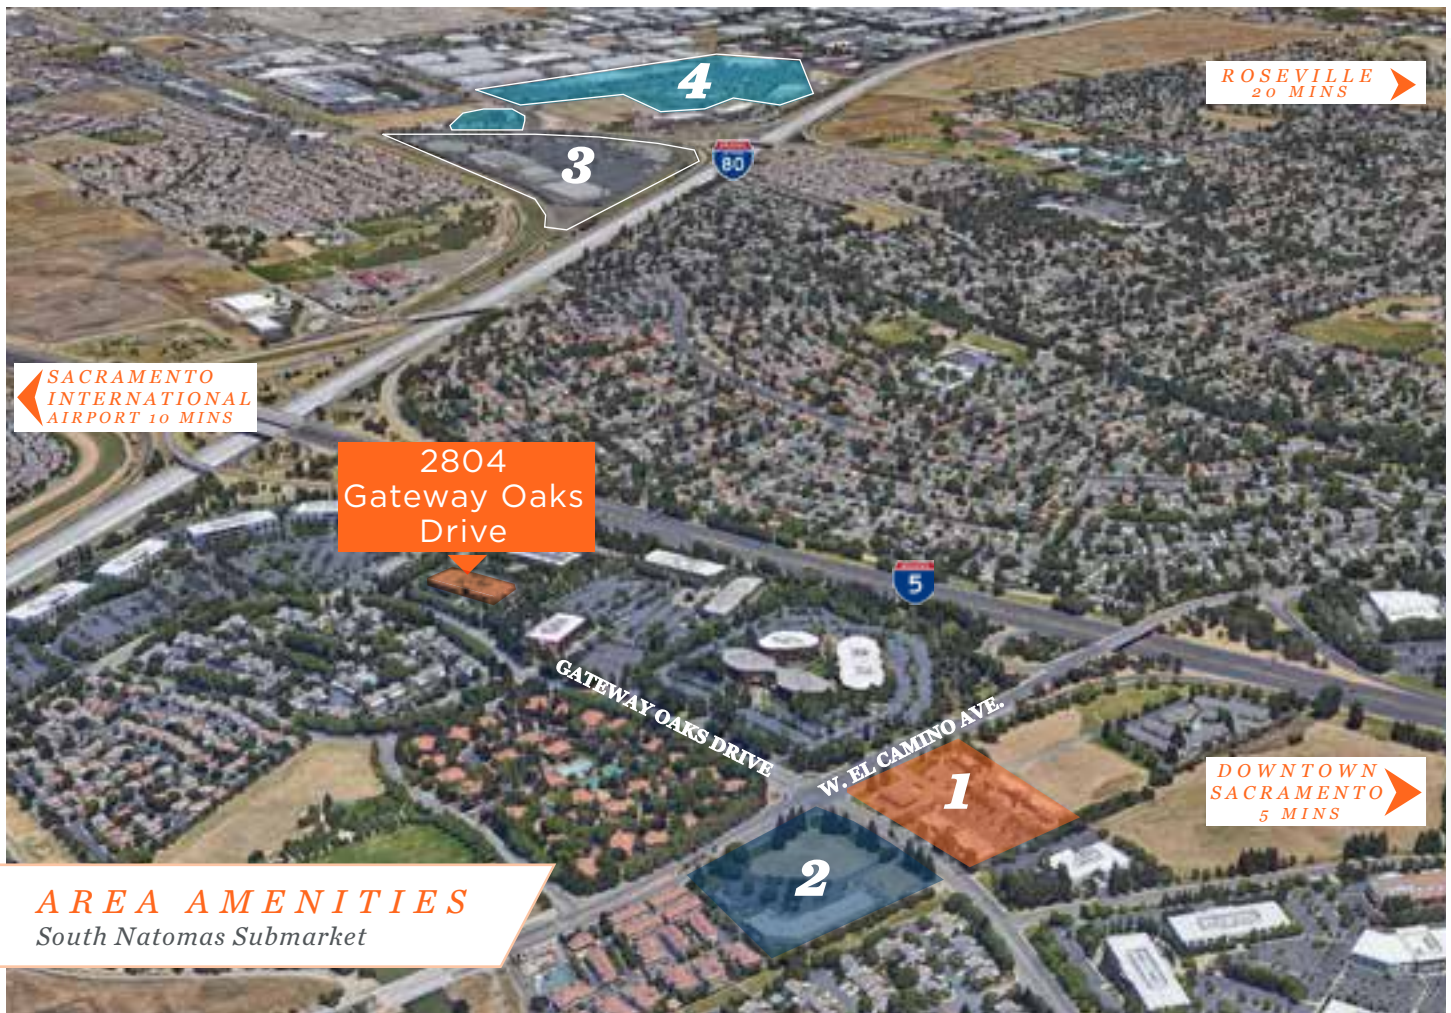 4
ROSEVILLE
20 MINS
3
80
SACRAMENTO
INTERNATIONAL
AIRPORT 10 MINS
2804
Gateway Oaks
Drive
5
GATEWAY OAKS DRIVE
W. EL CAMINO AVE.
1
DOWNTOWN
SACRAMENTO
5 MINS
2
AREA AMENITIES
South Natomas Submarket